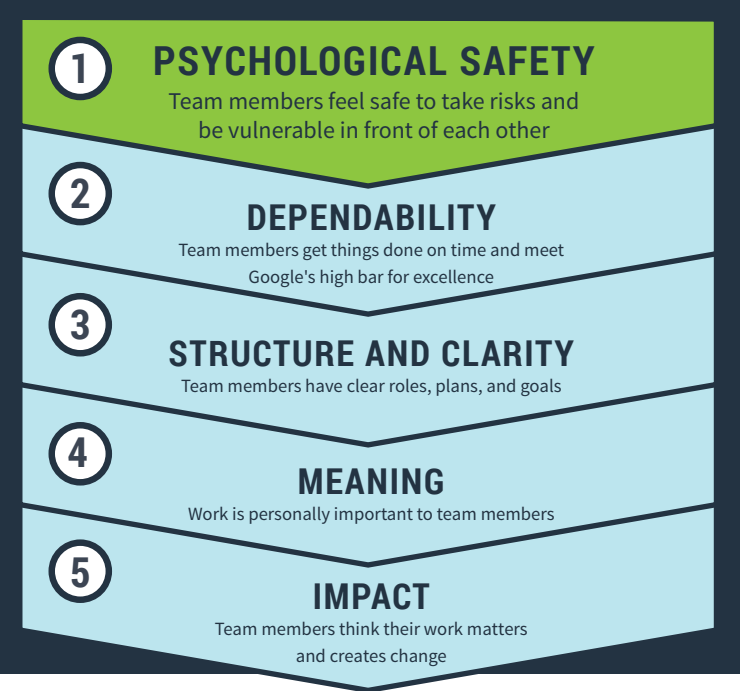 1
PSYCHOLOGICAL SAFETY
Team members feel safe to take risks and
be vulnerable in front of each other
2
DEPENDABILITY
Team members get things done on time and meet
Google's high bar for excellence
3
STRUCTURE AND CLARITY
Team members have clear roles, plans, and goals
4
MEANING
Work is personally important to team members
5
IMPACT
Team members think their work matters
and creates change